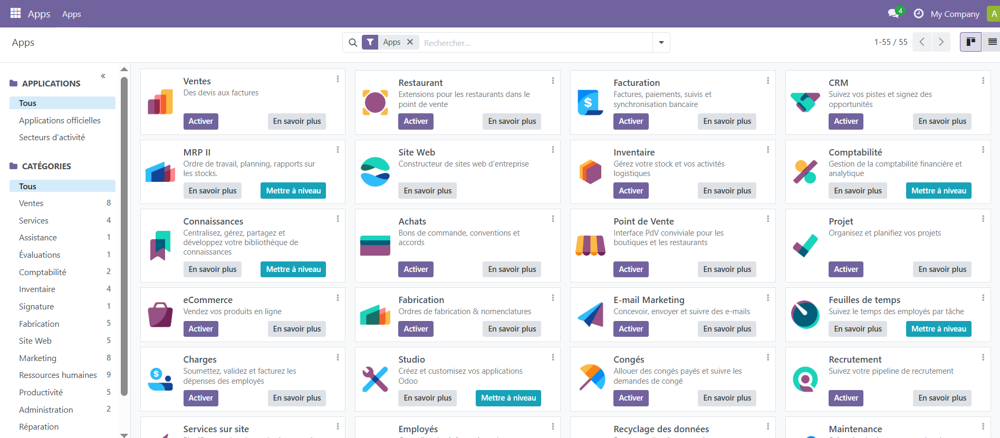 Apps
Apps
4
My Company
A
Apps
Apps
Rechercher...
1-55 / 55
APPLICATIONS
Tous
Applications officielles
Secteurs d'activité
CATÉGORIES
Tous
Ventes 8
Services 4
Assistance 1
Évaluations 1
Comptabilité 2
Inventaire 4
Signature 1
Fabrication 5
Site Web 5
Marketing 8
Ressources humaines 9
Productivité 5
Administration 2
Réparation
Ventes
Des devis aux factures
Activer
En savoir plus
Restaurant
Extensions pour les restaurants dans le
point de vente
Activer
En savoir plus
Facturation
Factures, paiements, suivis et
synchronisation bancaire
Activer
En savoir plus
CRM
Suivez vos pistes et signez des
opportunités
Activer
En savoir plus
MRP II
Ordre de travail, planning, rapports sur
les stocks.
En savoir plus
Mettre à niveau
Site Web
Constructeur de sites web d'entreprise
En savoir plus
Inventaire
Gérez votre stock et vos activités
logistiques
Activer
En savoir plus
Comptabilité
Gestion de la comptabilité financière et
analytique
En savoir plus
Mettre à niveau
Connaissances
Centralisez, gérez, partagez et
développez votre bibliothèque de
connaissances
En savoir plus
Mettre à niveau
Achats
Bons de commande, conventions et
accords
Activer
En savoir plus
Point de Vente
Interface PdV conviviale pour les
boutiques et les restaurants
Activer
En savoir plus
Projet
Organisez et planifiez vos projets
Activer
En savoir plus
eCommerce
Vendez vos produits en ligne
Activer
En savoir plus
Fabrication
Ordres de fabrication & nomenclatures
Activer
En savoir plus
E-mail Marketing
Concevoir, envoyer et suivre des e-mails
Activer
En savoir plus
Feuilles de temps
Suivez le temps des employés par tâche
En savoir plus
Mettre à niveau
Charges
Soumettez, validez et facturez les
dépenses des employés
Activer
En savoir plus
Studio
Créez et customisez vos applications
Odoo
En savoir plus
Mettre à niveau
Congés
Allouer des congés payés et suivre les
demandes de congé
Activer
En savoir plus
Recrutement
Suivez votre pipeline de recrutement
Activer
En savoir plus
Services sur site
Employés
Recyclage des données
Maintenance